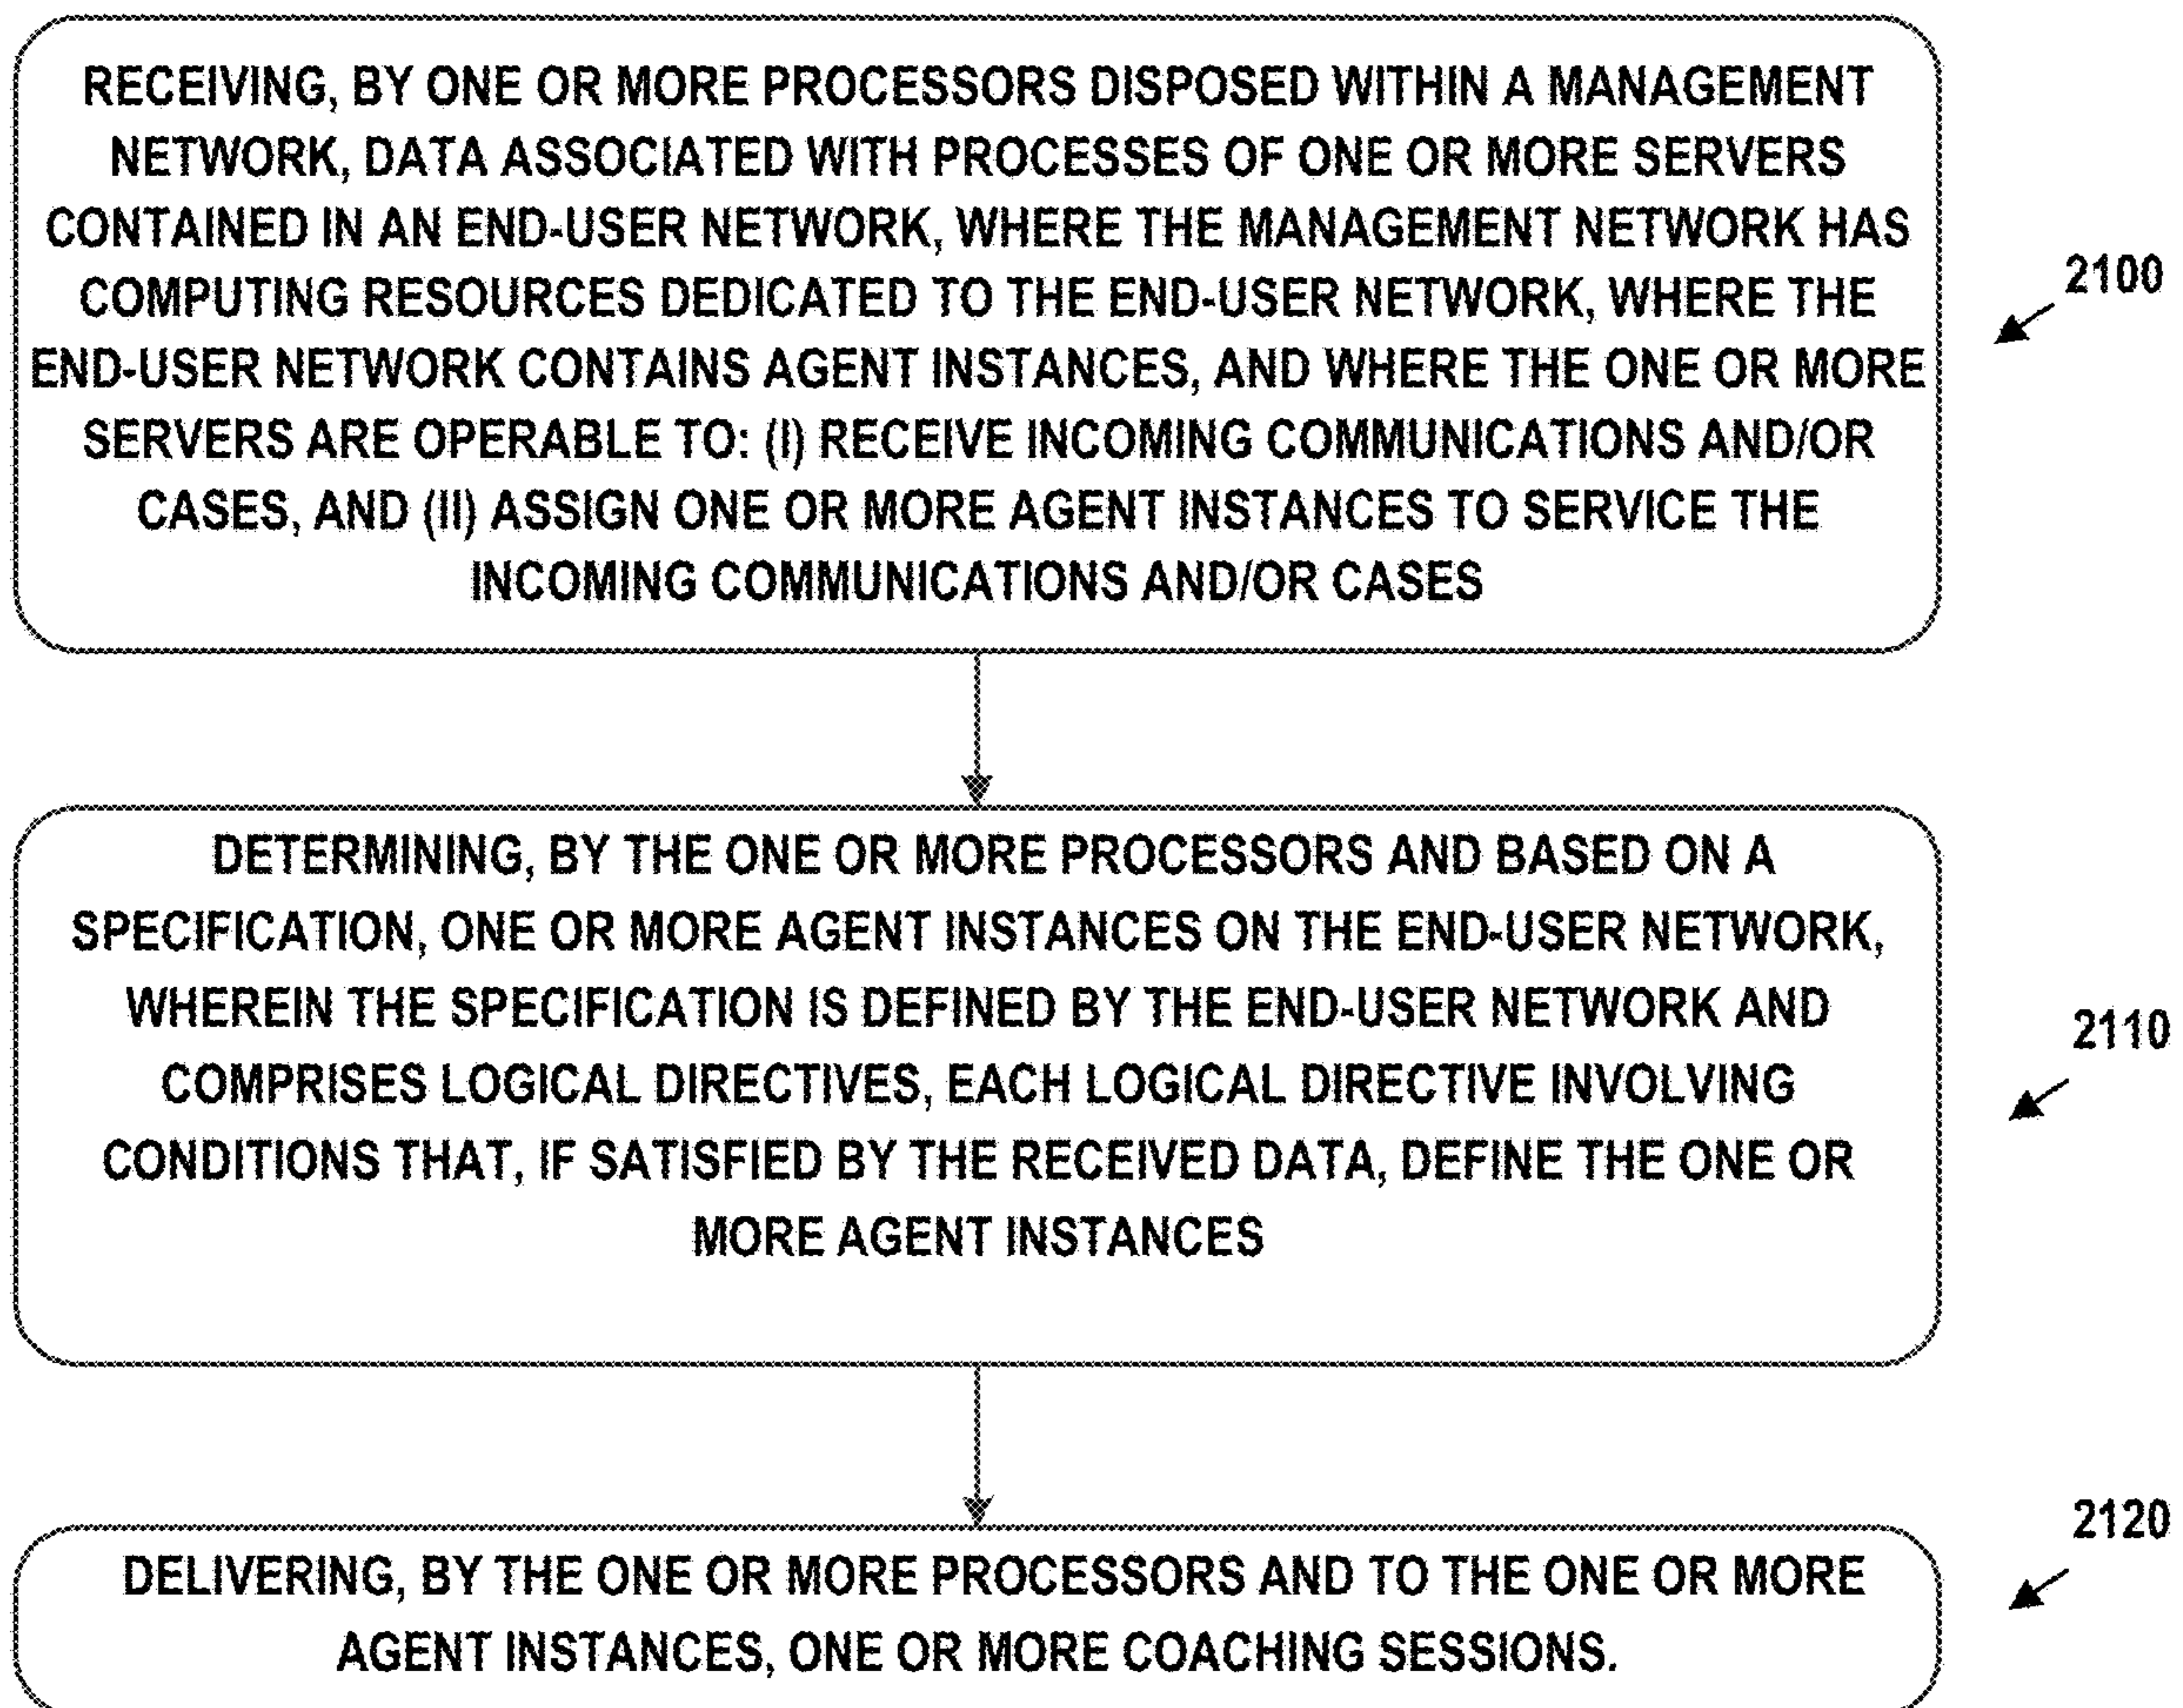 RECEIVING, BY ONE OR MORE PROCESSORS DISPOSED WITHIN A MANAGEMENT
NETWORK, DATA ASSOCIATED WITH PROCESSES OF ONE OR MORE SERVERS
CONTAINED IN AN END-USER NETWORK, WHERE THE MANAGEMENT NETWORK HAS
COMPUTING RESOURCES DEDICATED TO THE END-USER NETWORK, WHERE THE
END-USER NETWORK CONTAINS AGENT INSTANCES, AND WHERE THE ONE OR MORE
SERVERS ARE OPERABLE TO: (I) RECEIVE INCOMING COMMUNICATIONS AND/OR
CASES, AND (II) ASSIGN ONE OR MORE AGENT INSTANCES TO SERVICE THE
INCOMING COMMUNICATIONS AND/OR CASES
2100
DETERMINING, BY THE ONE OR MORE PROCESSORS AND BASED ON A
SPECIFICATION, ONE OR MORE AGENT INSTANCES ON THE END-USER NETWORK,
WHEREIN THE SPECIFICATION IS DEFINED BY THE END-USER NETWORK AND
COMPRISES LOGICAL DIRECTIVES, EACH LOGICAL DIRECTIVE INVOLVING
CONDITIONS THAT, IF SATISFIED BY THE RECEIVED DATA, DEFINE THE ONE OR
MORE AGENT INSTANCES
2110
DELIVERING, BY THE ONE OR MORE PROCESSORS AND TO THE ONE OR MORE
AGENT INSTANCES, ONE OR MORE COACHING SESSIONS.
2120